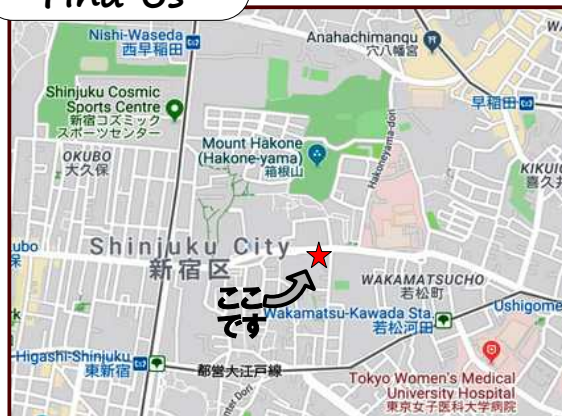 Find Us
Nishi-Waseda
西早稲田
Anahachimangu
穴八幡宮
Shinjuku Cosmic
Sports Centre
新宿コズミック
スポーツセンター
早稲田
OKUBO
大久保
Mount Hakone
(Hakone-yama)
箱根山
Hakoneyama-dori
KIKUIC
喜久井
ubo
保
Shinjuku City
新宿区
WAKAMATSUCHO
若松町
ここ
です
Wakamatsu-Kawada Sta.
若松河田
Ushigome
rk
Higashi-Shinjuku
東新宿
都営大江戸線
Tokyo Women's Medical
University Hospital
東京女子医科大学病院